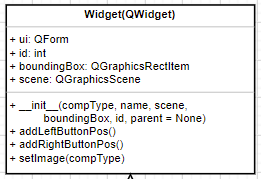 Widget(QWidget)
+ ui: QForm
+ id: int
+ boundingBox: QGraphicsRectItem
+ scene: QGraphicsScene
+ __init__(compType, name, scene,
boundingBox, id, parent = None)
+ addLeftButtonPos()
+ addRightButtonPos()
+ setImage(compType)